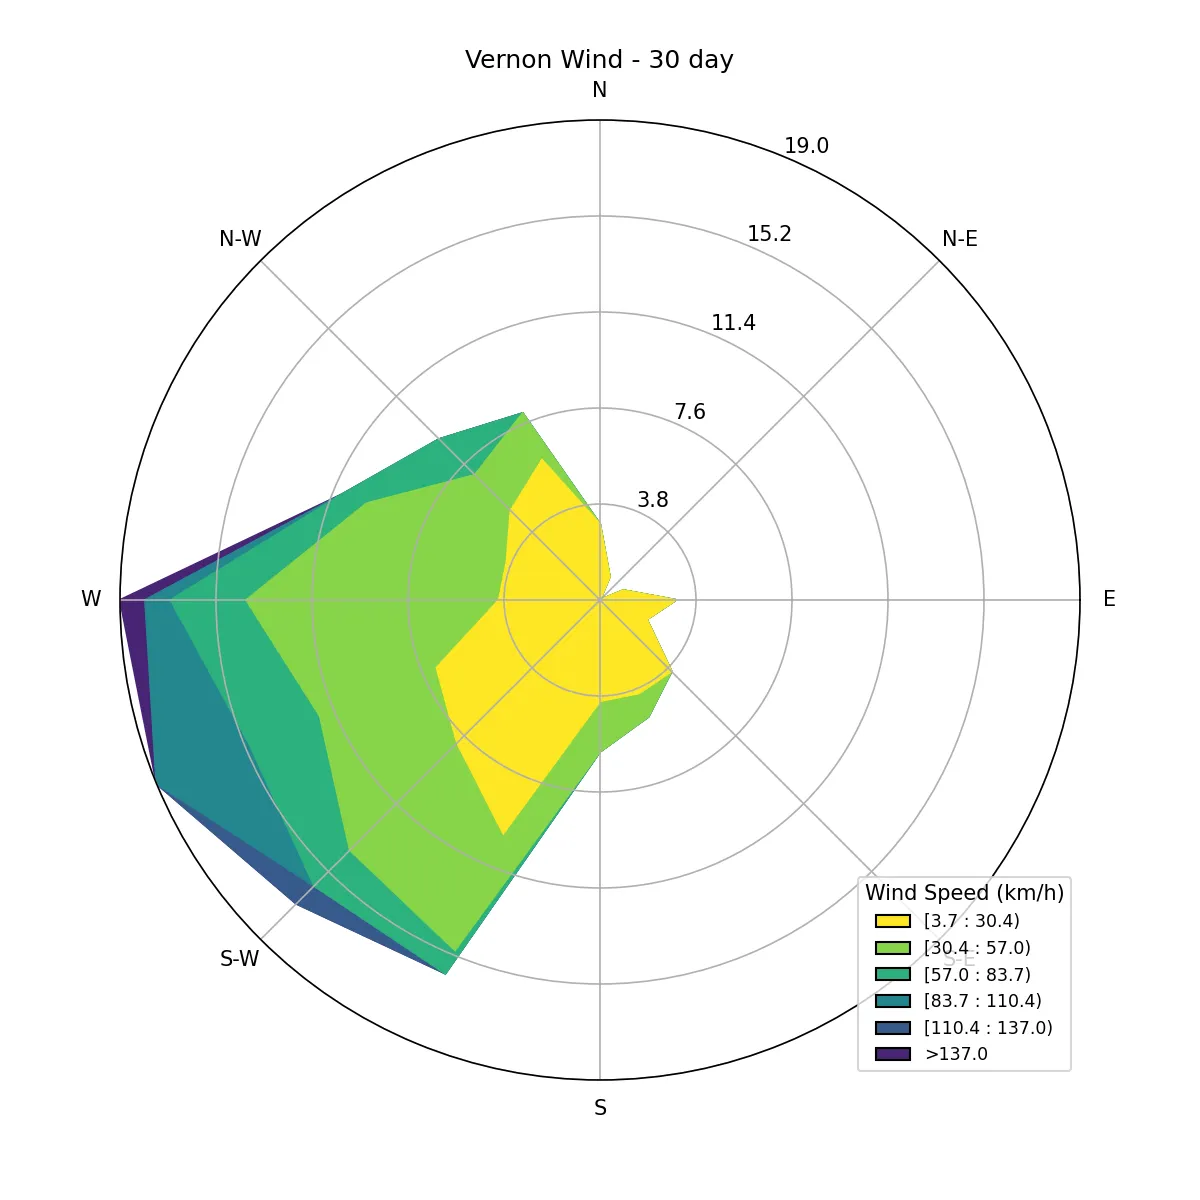 Vernon Wind - 30 day
N
19.0
15.2
N-W
N-E
11.4
7.6
3.8
W
E
Wind Speed (km/h)
[3.7 : 30.4)
[30.4 : 57.0)
S-W
S-E
[57.0 : 83.7)
[83.7 : 110.4)
[110.4 : 137.0)
>137.0
S